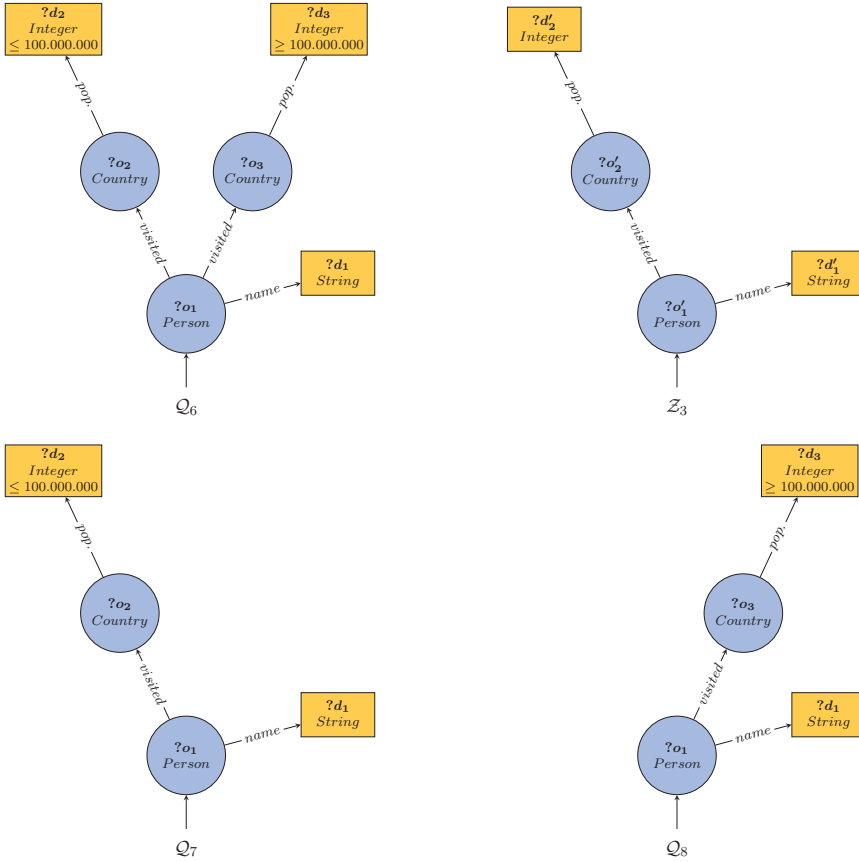 ?d₂
Integer
≤ 100.000.000
?d₃
Integer
≥ 100.000.000
pop.
pop.
?o₂
Country
?o₃
Country
visited
visited
?d₁
String
name
?o₁
Person
𝒬₆
?d′₂
Integer
pop.
?o′₂
Country
visited
?d′₁
String
name
?o′₁
Person
𝒵₃
?d₂
Integer
≤ 100.000.000
pop.
?o₂
Country
visited
?d₁
String
name
?o₁
Person
𝒬₇
?d₃
Integer
≥ 100.000.000
pop.
?o₃
Country
visited
?d₁
String
name
?o₁
Person
𝒬₈